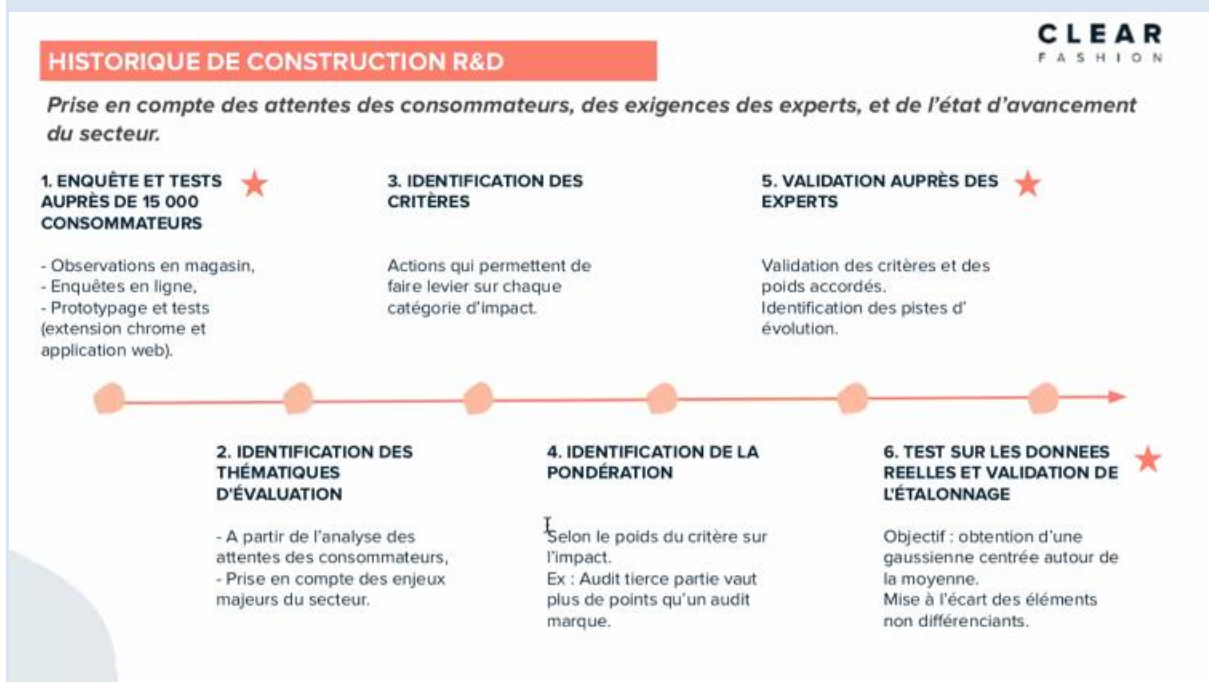 CLEAR
FASHION
HISTORIQUE DE CONSTRUCTION R&D
Prise en compte des attentes des consommateurs, des exigences des experts, et de l'état d'avancement
du secteur.
1. ENQUÊTE ET TESTS
AUPRÈS DE 15 000
CONSOMMATEURS
- Observations en magasin,
- Enquêtes en ligne,
- Prototypage et tests
(extension chrome et
application web).
2. IDENTIFICATION DES
THÉMATIQUES
D'ÉVALUATION
- A partir de l'analyse des
attentes des consommateurs,
- Prise en compte des enjeux
majeurs du secteur.
3. IDENTIFICATION DES
CRITÈRES
Actions qui permettent de
faire levier sur chaque
catégorie d'impact.
4. IDENTIFICATION DE LA
PONDÉRATION
Selon le poids du critère sur
l'impact.
Ex : Audit tierce partie vaut
plus de points qu'un audit
marque.
5. VALIDATION AUPRÈS DES
EXPERTS
Validation des critères et des
poids accordés.
Identification des pistes d'
évolution.
6. TEST SUR LES DONNEES
REELLES ET VALIDATION DE
L'ÉTALONNAGE
Objectif : obtention d'une
gaussienne centrée autour de
la moyenne.
Mise à l'écart des éléments
non différenciants.